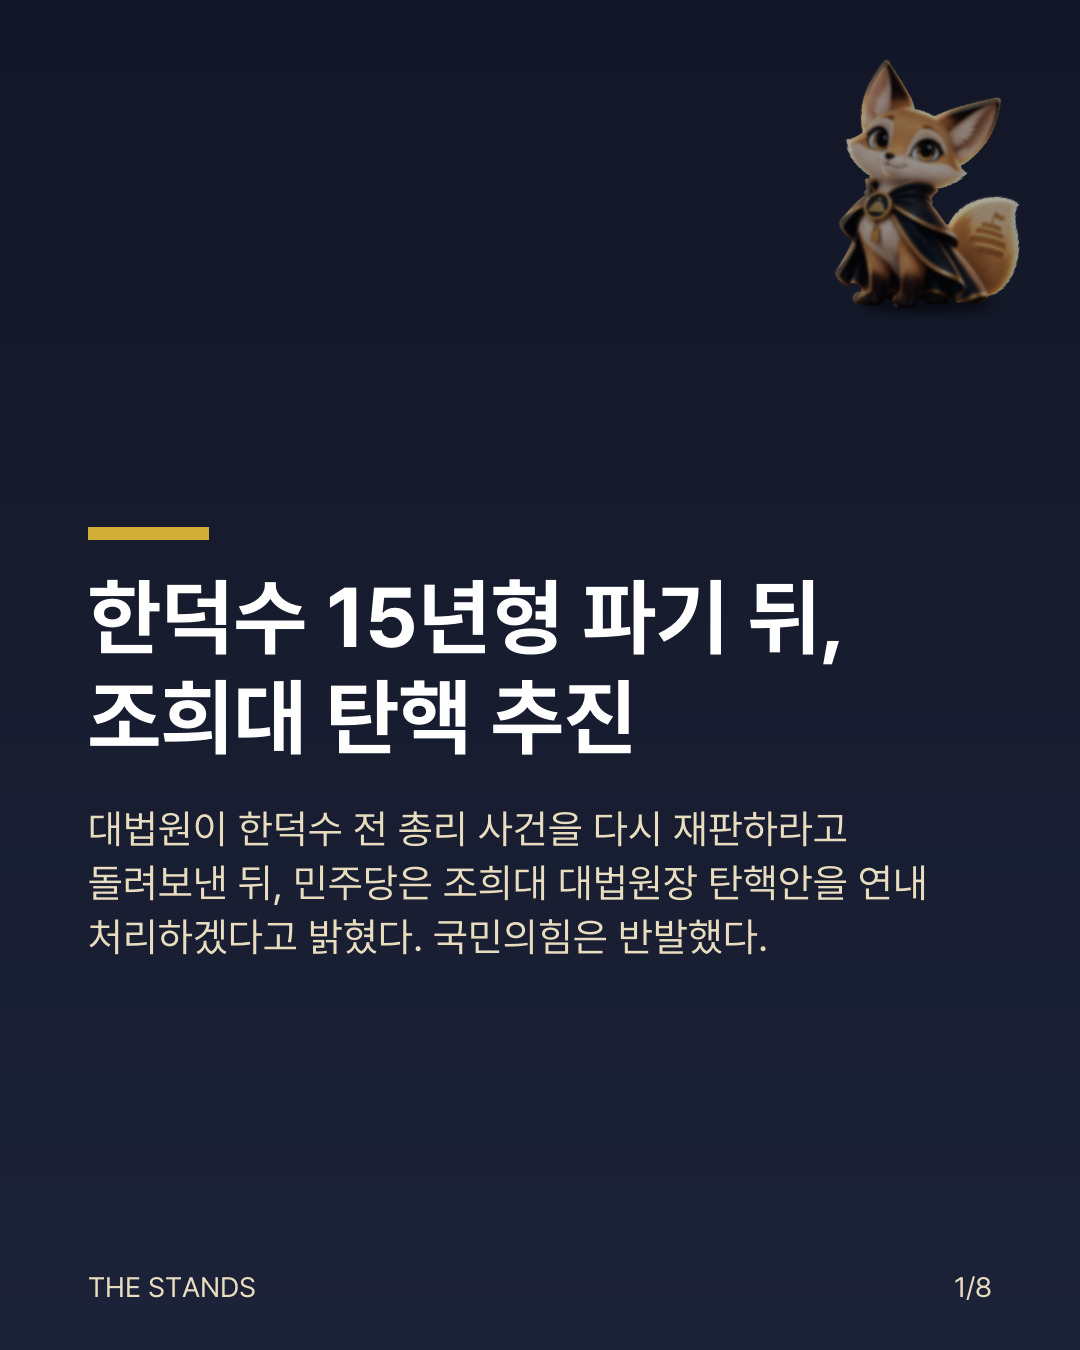 한덕수 15년형 파기 뒤,
조희대 탄핵 추진
대법원이 한덕수 전 총리 사건을 다시 재판하라고
돌려보낸 뒤, 민주당은 조희대 대법원장 탄핵안을 연내
처리하겠다고 밝혔다. 국민의힘은 반발했다.
THE STANDS
1/8